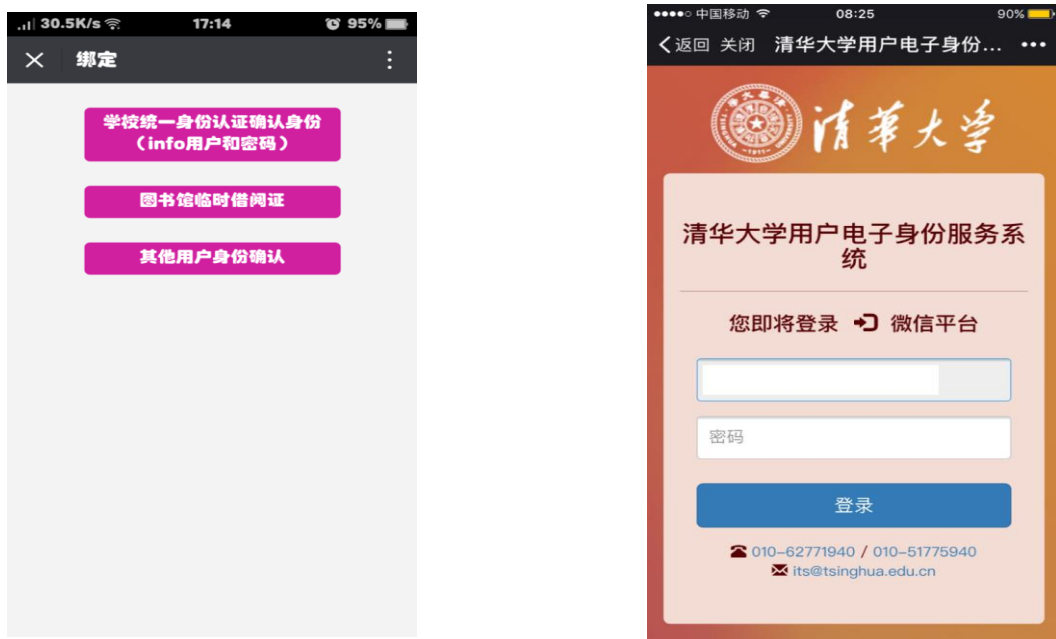 30.5K/s 17:14 95%
绑定
学校统一身份认证确认身份
（info用户和密码）
图书馆临时借阅证
其他用户身份确认
中国移动 08:25 90%
返回 关闭 清华大学用户电子身份...
清华大学
清华大学用户电子身份服务系
统
您即将登录 微信平台
密码
登录
010-62771940 / 010-51775940
its@tsinghua.edu.cn